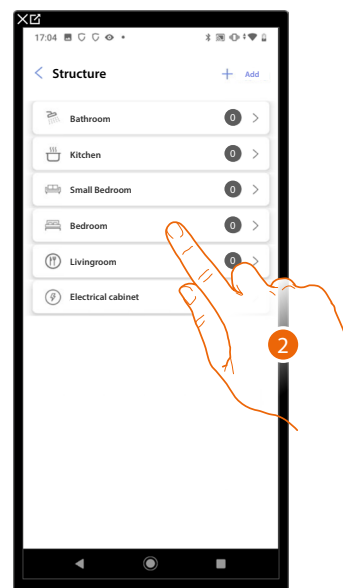 17:04
Structure
+ Add
Bathroom 0
Kitchen 0
Small Bedroom 0
Bedroom 0
Livingroom 0
Electrical cabinet
2